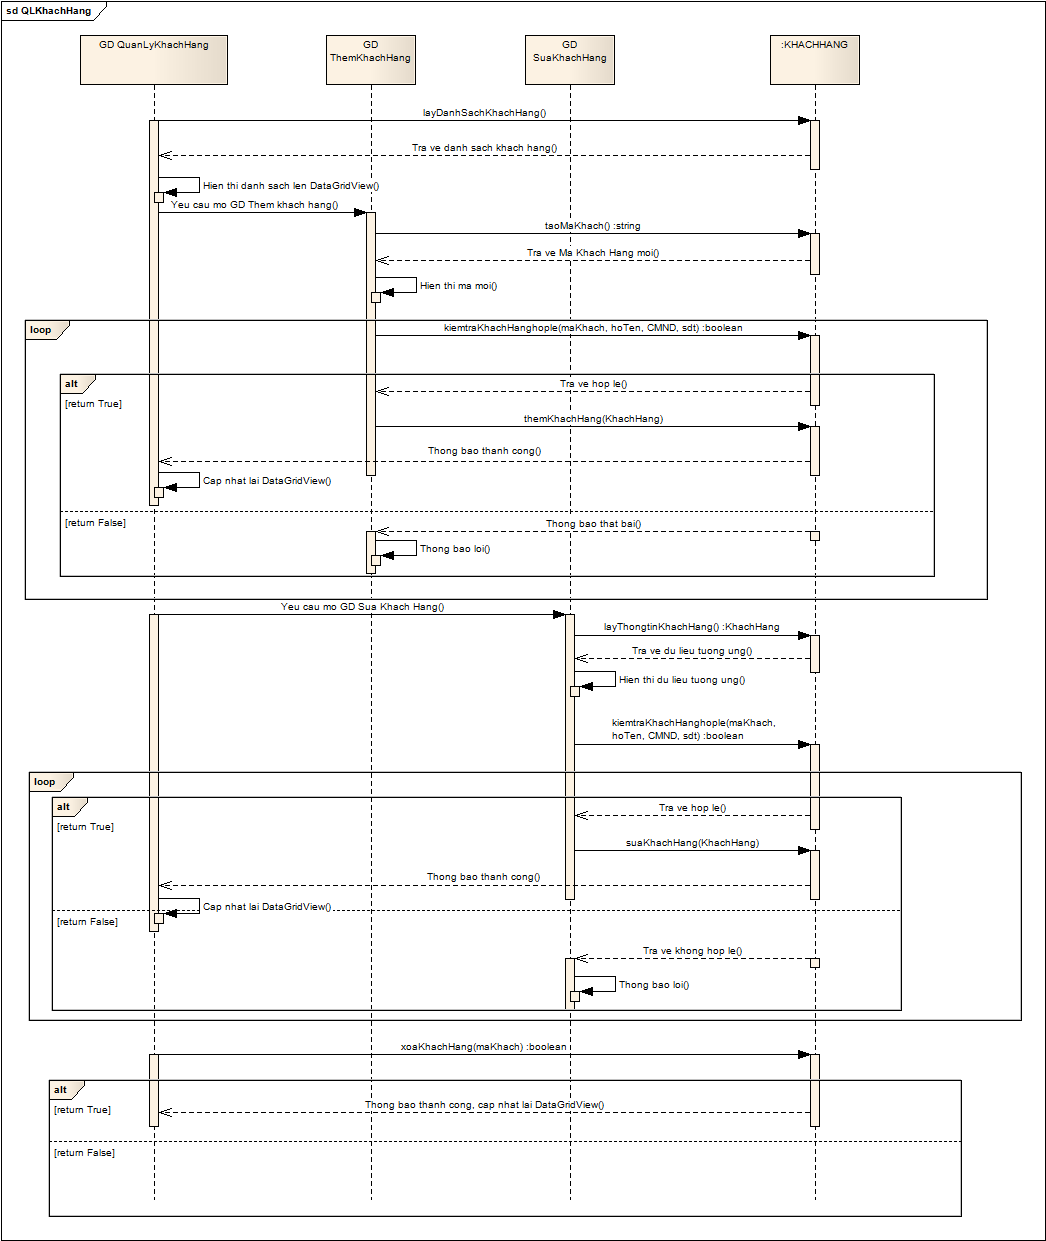 sd QLKhachHang
GD QuanLyKhachHang
GD
ThemKhachHang
GD
SuaKhachHang
:KHACHHANG
layDanhSachKhachHang()
Tra ve danh sach khach hang()
Hien thi danh sach len DataGridView()
Yeu cau mo GD Them khach hang()
taoMaKhach() :string
Tra ve Ma Khach Hang moi()
Hien thi ma moi()
loop
kiemtraKhachHanghople(maKhach, hoTen, CMND, sdt) :boolean
alt
Tra ve hop le()
[return True]
themKhachHang(KhachHang)
Thong bao thanh cong()
Cap nhat lai DataGridView()
[return False]
Thong bao that bai()
Thong bao loi()
Yeu cau mo GD Sua Khach Hang()
layThongtinKhachHang() :KhachHang
Tra ve du lieu tuong ung()
Hien thi du lieu tuong ung()
kiemtraKhachHanghople(maKhach,
hoTen, CMND, sdt) :boolean
loop
alt
Tra ve hop le()
[return True]
suaKhachHang(KhachHang)
Thong bao thanh cong()
Cap nhat lai DataGridView()
[return False]
Tra ve khong hop le()
Thong bao loi()
xoaKhachHang(maKhach) :boolean
alt
Thong bao thanh cong, cap nhat lai DataGridView()
[return True]
[return False]